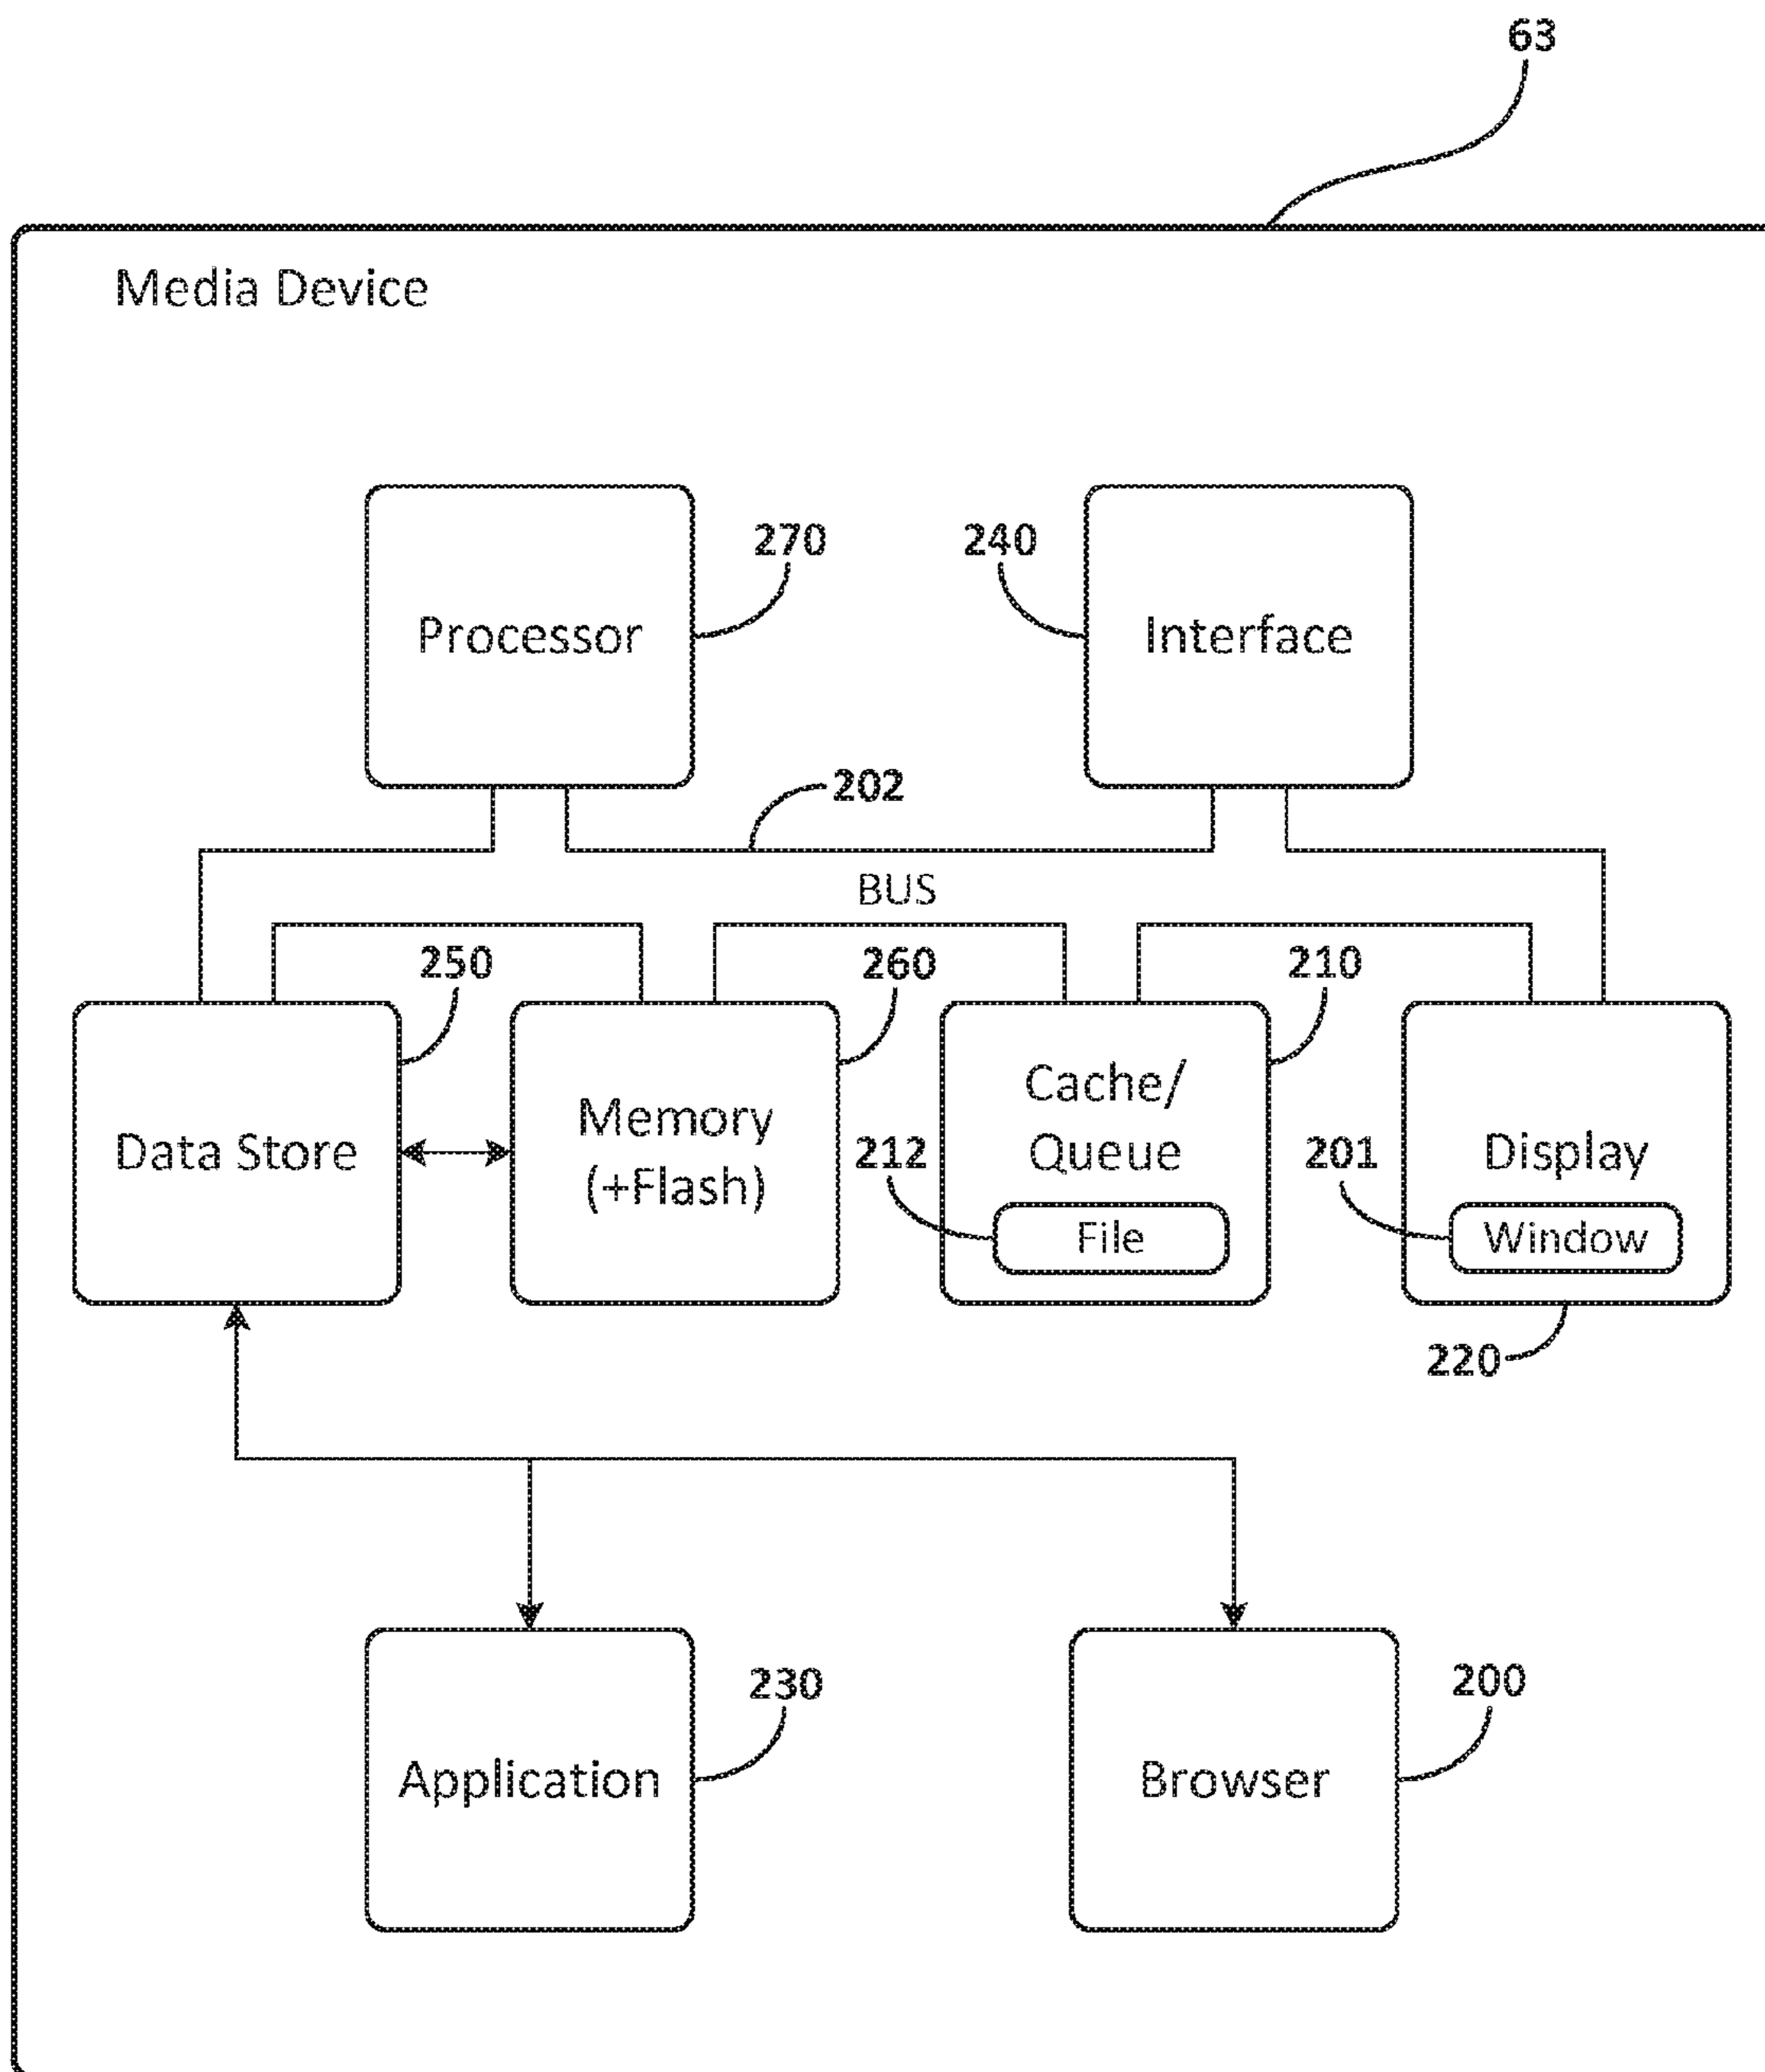 63
Media Device
270
240
Processor
Interface
202
BUS
250
260
210
Data Store
Memory
(+Flash)
Cache/
Queue
212
File
201
Display
Window
220
230
200
Application
Browser